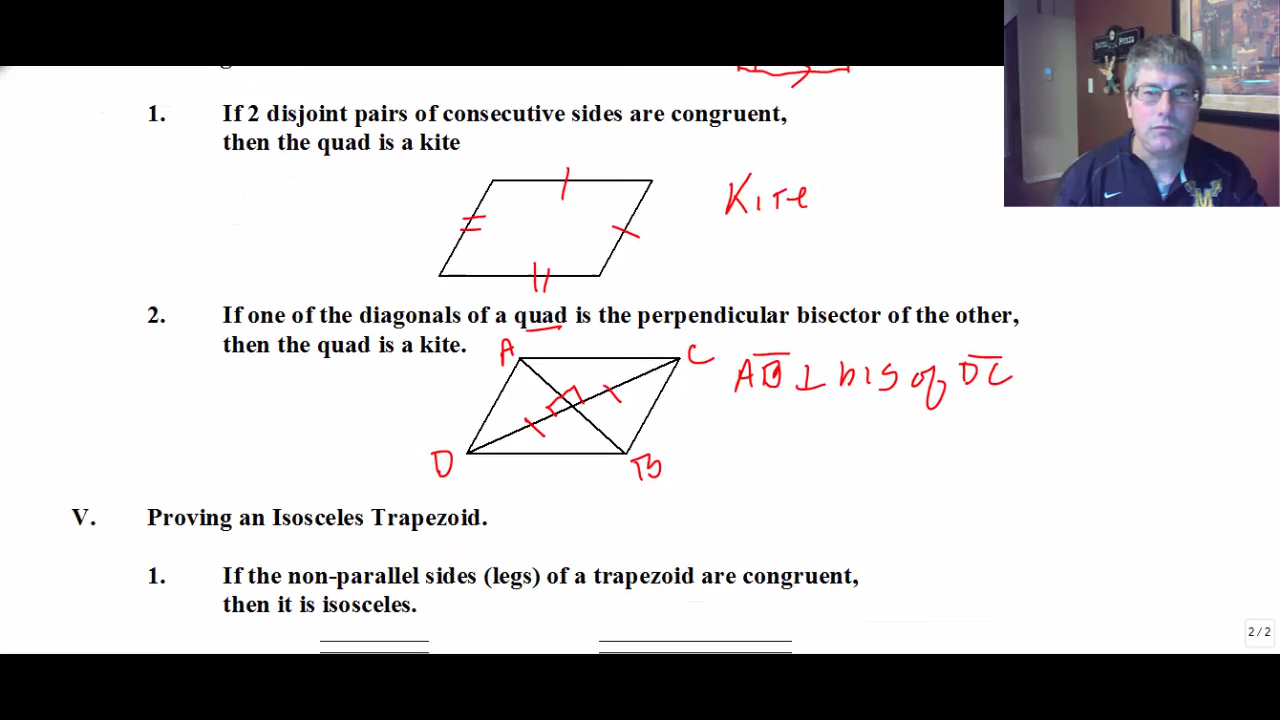 1. If 2 disjoint pairs of consecutive sides are congruent,
then the quad is a kite
Kite
2. If one of the diagonals of a quad is the perpendicular bisector of the other,
then the quad is a kite.
A C
AB ⊥ bis of DC
D B
V. Proving an Isosceles Trapezoid.
1. If the non-parallel sides (legs) of a trapezoid are congruent,
then it is isosceles.
2 / 2